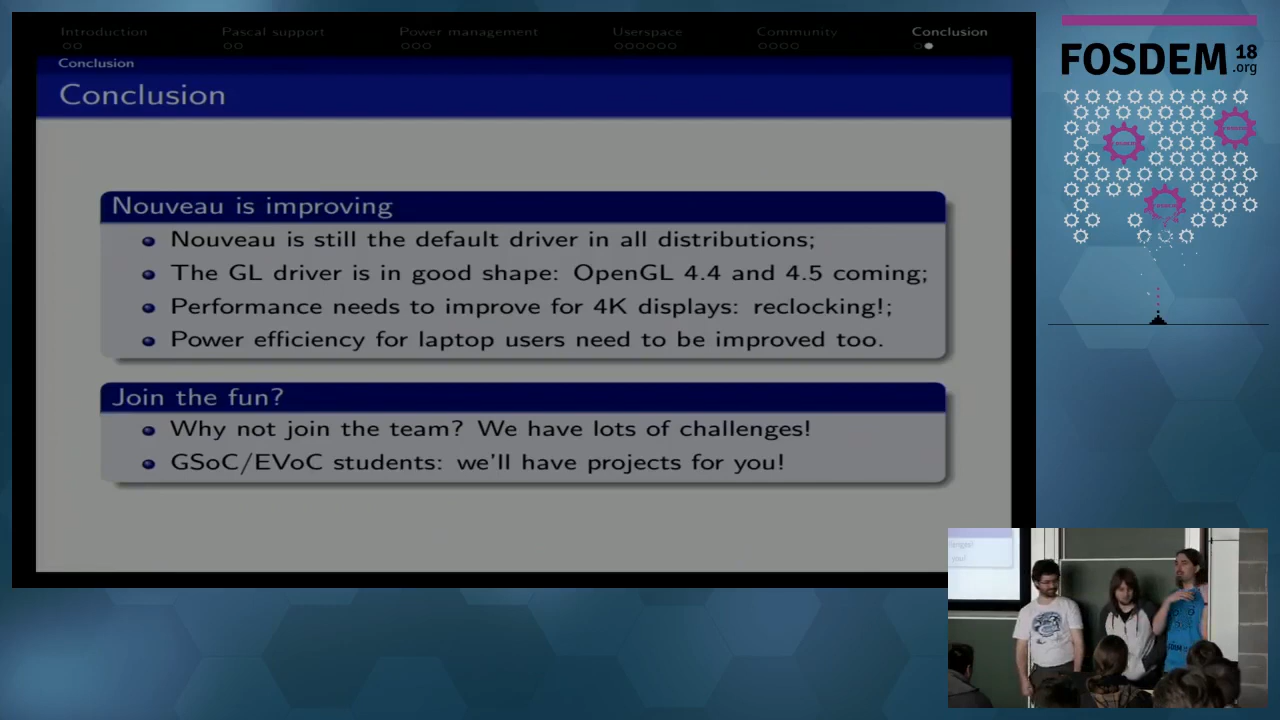 Introduction
Pascal support
Power management
Userspace
Community
Conclusion
Conclusion
Conclusion
Nouveau is improving
Nouveau is still the default driver in all distributions;
The GL driver is in good shape: OpenGL 4.4 and 4.5 coming;
Performance needs to improve for 4K displays: reclocking!;
Power efficiency for laptop users need to be improved too.
Join the fun?
Why not join the team? We have lots of challenges!
GSoC/EVoC students: we'll have projects for you!
FOSDEM 18
.org
you!